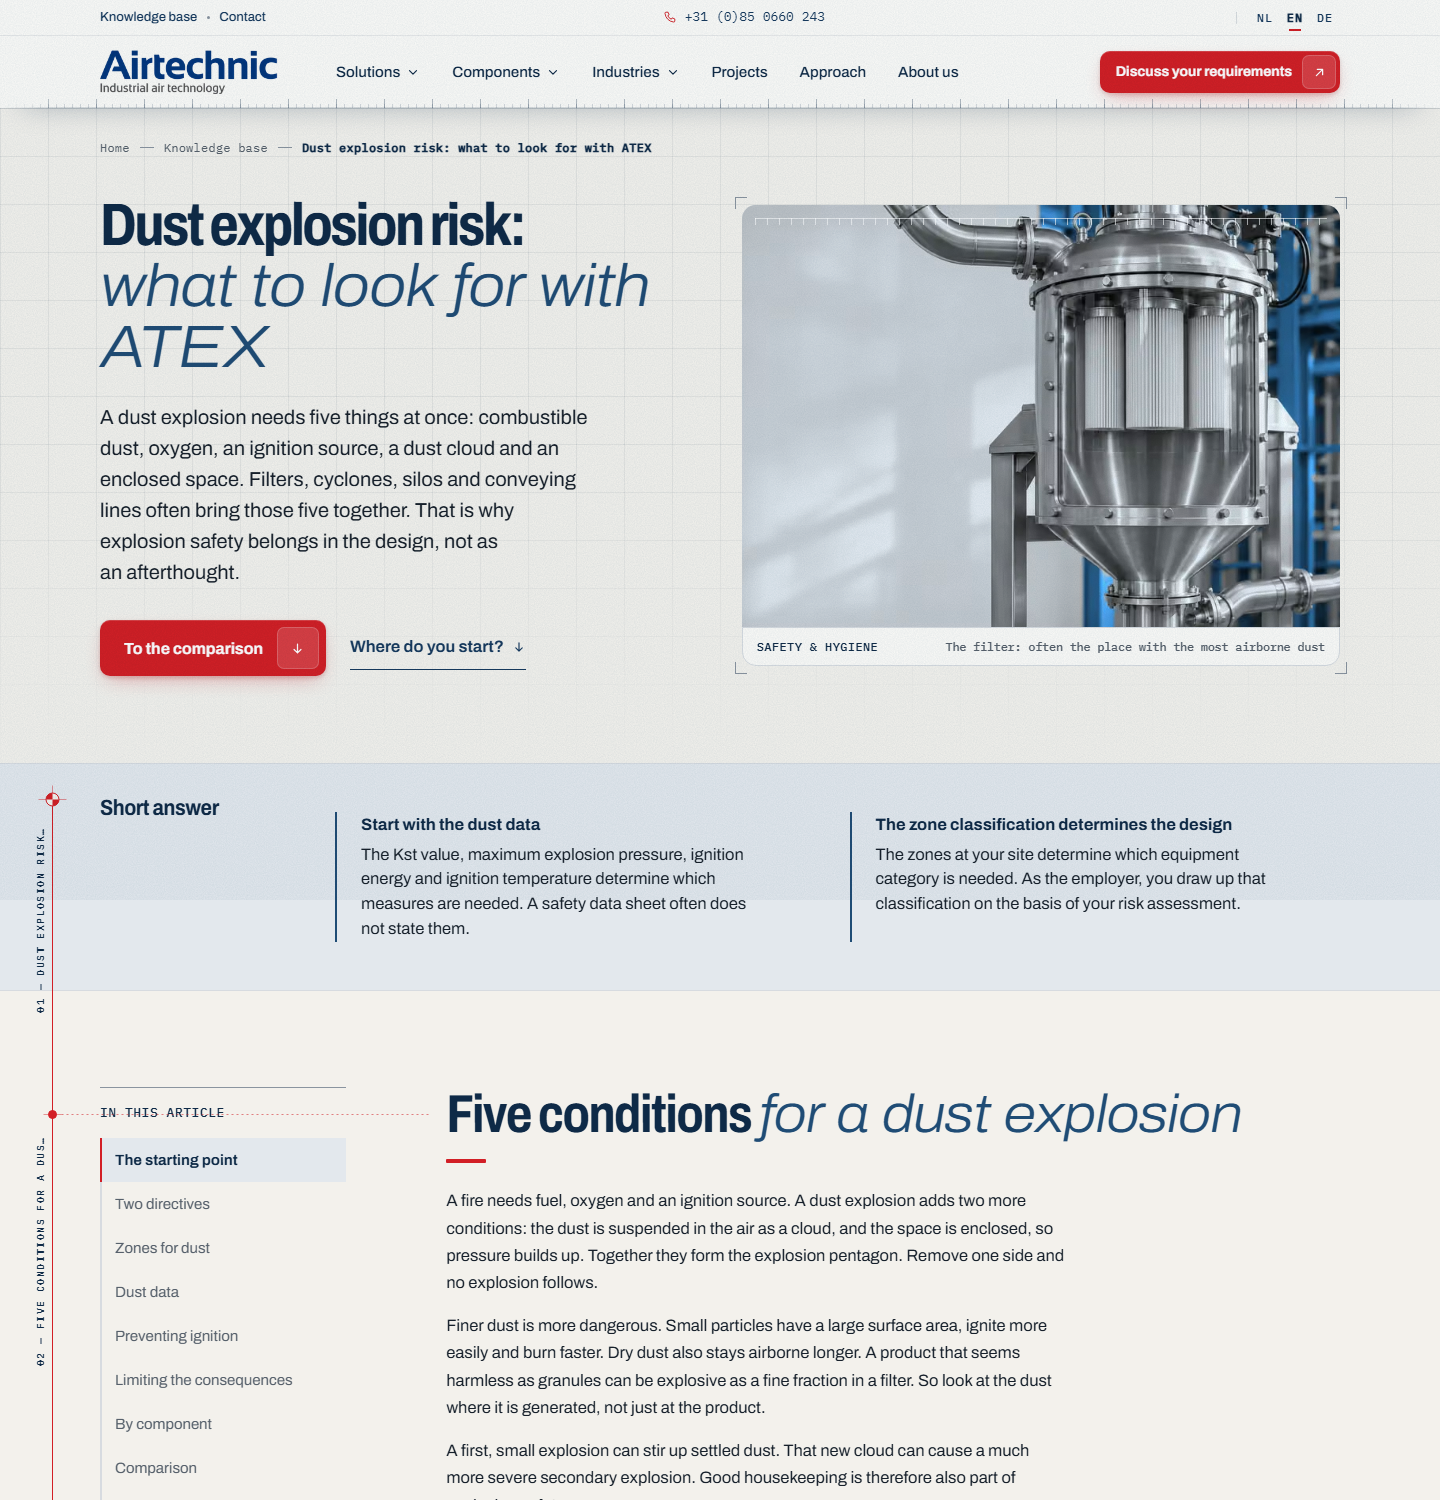 Knowledge base • Contact
+31 (0)85 0660 243
NL EN DE
Airtechnic
Industrial air technology
Solutions
Components
Industries
Projects
Approach
About us
Discuss your requirements
Home — Knowledge base — Dust explosion risk: what to look for with ATEX
Dust explosion risk:
what to look for with
ATEX
A dust explosion needs five things at once: combustible
dust, oxygen, an ignition source, a dust cloud and an
enclosed space. Filters, cyclones, silos and conveying
lines often bring those five together. That is why
explosion safety belongs in the design, not as
an afterthought.
To the comparison ↓
Where do you start? ↓
SAFETY & HYGIENE
The filter: often the place with the most airborne dust
01 — DUST EXPLOSION RISK…
Short answer
Start with the dust data
The Kst value, maximum explosion pressure, ignition
energy and ignition temperature determine which
measures are needed. A safety data sheet often does
not state them.
The zone classification determines the design
The zones at your site determine which equipment
category is needed. As the employer, you draw up that
classification on the basis of your risk assessment.
02 — FIVE CONDITIONS FOR A DUS…
IN THIS ARTICLE
The starting point
Two directives
Zones for dust
Dust data
Preventing ignition
Limiting the consequences
By component
Comparison
Five conditions for a dust explosion
A fire needs fuel, oxygen and an ignition source. A dust explosion adds two more
conditions: the dust is suspended in the air as a cloud, and the space is enclosed, so
pressure builds up. Together they form the explosion pentagon. Remove one side and
no explosion follows.
Finer dust is more dangerous. Small particles have a large surface area, ignite more
easily and burn faster. Dry dust also stays airborne longer. A product that seems
harmless as granules can be explosive as a fine fraction in a filter. So look at the dust
where it is generated, not just at the product.
A first, small explosion can stir up settled dust. That new cloud can cause a much
more severe secondary explosion. Good housekeeping is therefore also part of